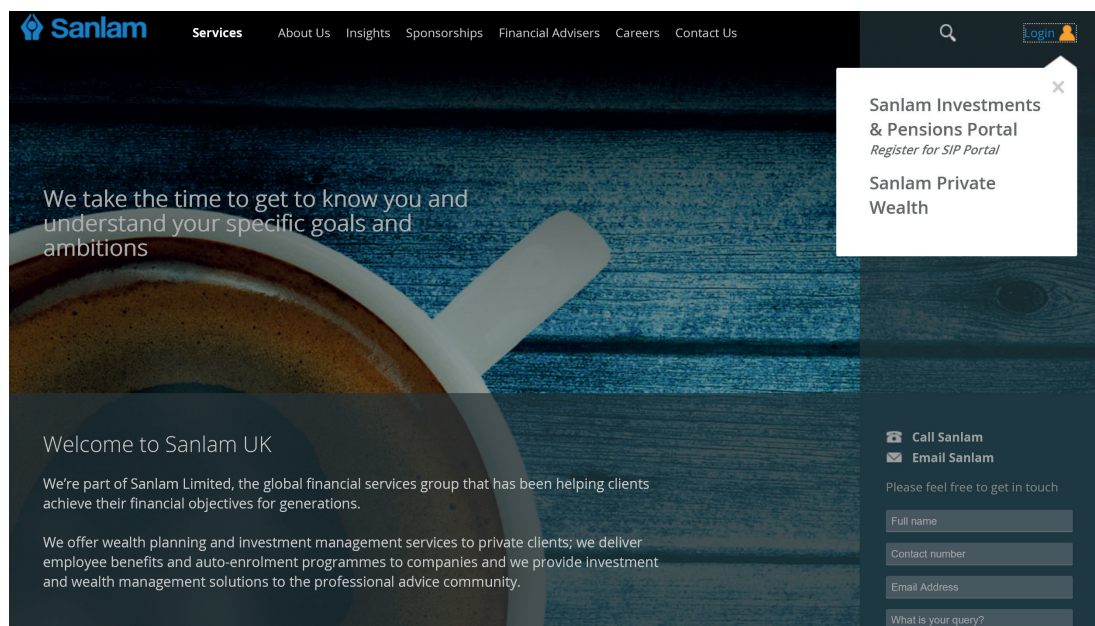 Sanlam
Services About Us Insights Sponsorships Financial Advisers Careers Contact Us
Login
Sanlam Investments
& Pensions Portal
Register for SIP Portal
Sanlam Private
Wealth
We take the time to get to know you and
understand your specific goals and
ambitions
Welcome to Sanlam UK
We're part of Sanlam Limited, the global financial services group that has been helping clients
achieve their financial objectives for generations.
We offer wealth planning and investment management services to private clients; we deliver
employee benefits and auto-enrolment programmes to companies and we provide investment
and wealth management solutions to the professional advice community.
Call Sanlam
Email Sanlam
Please feel free to get in touch
Full name
Contact number
Email Address
What is your query?